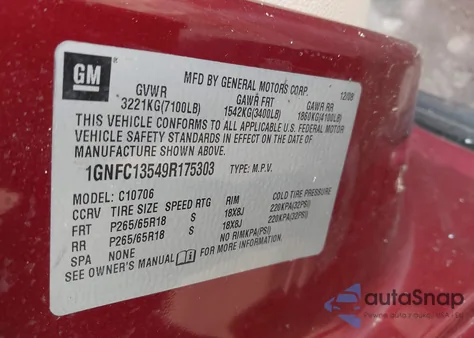 GM
MFD BY GENERAL MOTORS CORP. 12/08
GVWR GAWR FRT GAWR RR
3221KG(7100LB) 1542KG(3400LB) 1860KG(4100LB)
THIS VEHICLE CONFORMS TO ALL APPLICABLE U.S. FEDERAL MOTOR
VEHICLE SAFETY STANDARDS IN EFFECT ON THE DATE OF
MANUFACTURE SHOWN ABOVE.
1GNFC13549R175303 TYPE: M.P.V.
MODEL: C10706
CCRV TIRE SIZE SPEED RTG RIM COLD TIRE PRESSURE
FRT P265/65R18 S 18X8J 220KPA(32PSI)
RR P265/65R18 S 18X8J 220KPA(32PSI)
SPA NONE NO RIMKPA(PSI)
SEE OWNER'S MANUAL FOR MORE INFORMATION.
autoSnap